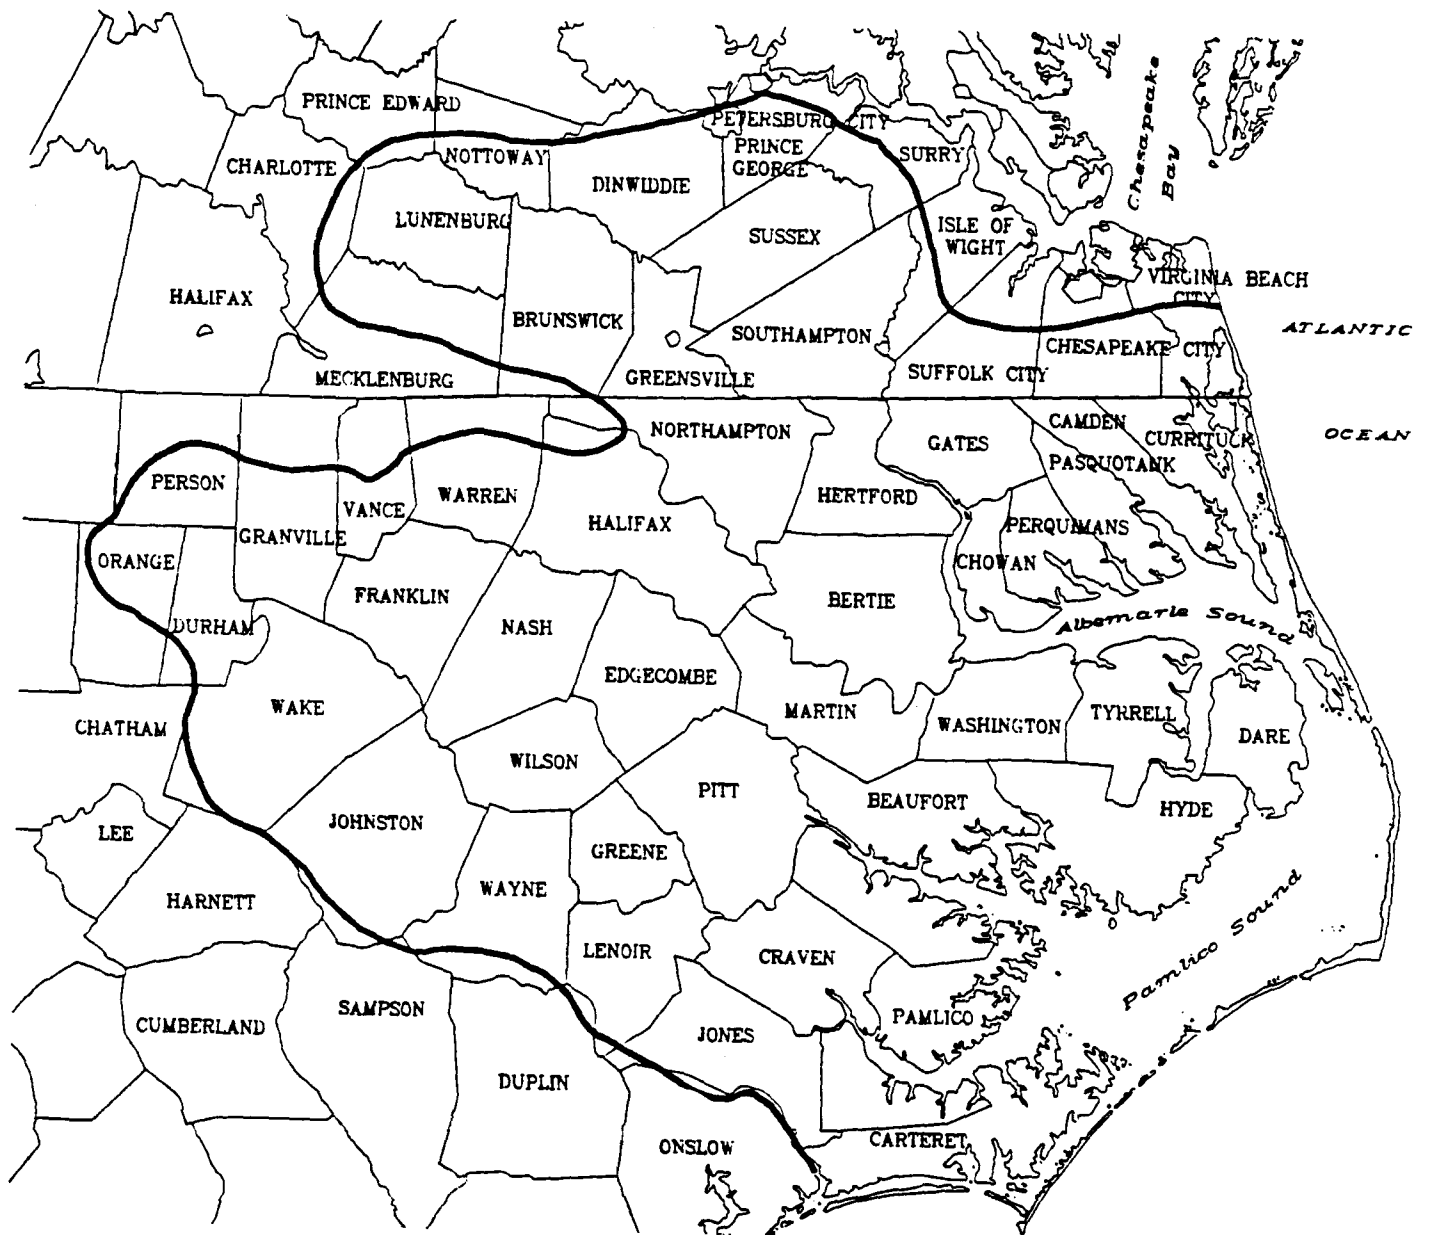 PRINCE EDWARD
PETERSBURG CITY
CHARLOTTE
NOTTOWAY
PRINCE
GEORGE
SURRY
Chesapeake
Bay
DINWIDDIE
LUNENBURG
SUSSEX
ISLE OF
WIGHT
HALIFAX
VIRGINIA BEACH
CITY
BRUNSWICK
SOUTHAMPTON
ATLANTIC
CHESAPEAKE CITY
MECKLENBURG
GREENSVILLE
SUFFOLK CITY
NORTHAMPTON
GATES
CAMDEN
CURRITUCK
OCEAN
PASQUOTANK
PERSON
VANCE
WARREN
HERTFORD
HALIFAX
PERQUIMANS
GRANVILLE
ORANGE
CHOWAN
FRANKLIN
BERTIE
Albemarle Sound
DURHAM
NASH
EDGECOMBE
WAKE
MARTIN
WASHINGTON
TYRRELL
DARE
CHATHAM
WILSON
PITT
BEAUFORT
HYDE
LEE
JOHNSTON
GREENE
WAYNE
HARNETT
LENOIR
CRAVEN
Pamlico Sound
SAMPSON
PAMLICO
CUMBERLAND
JONES
DUPLIN
ONSLOW
CARTERET